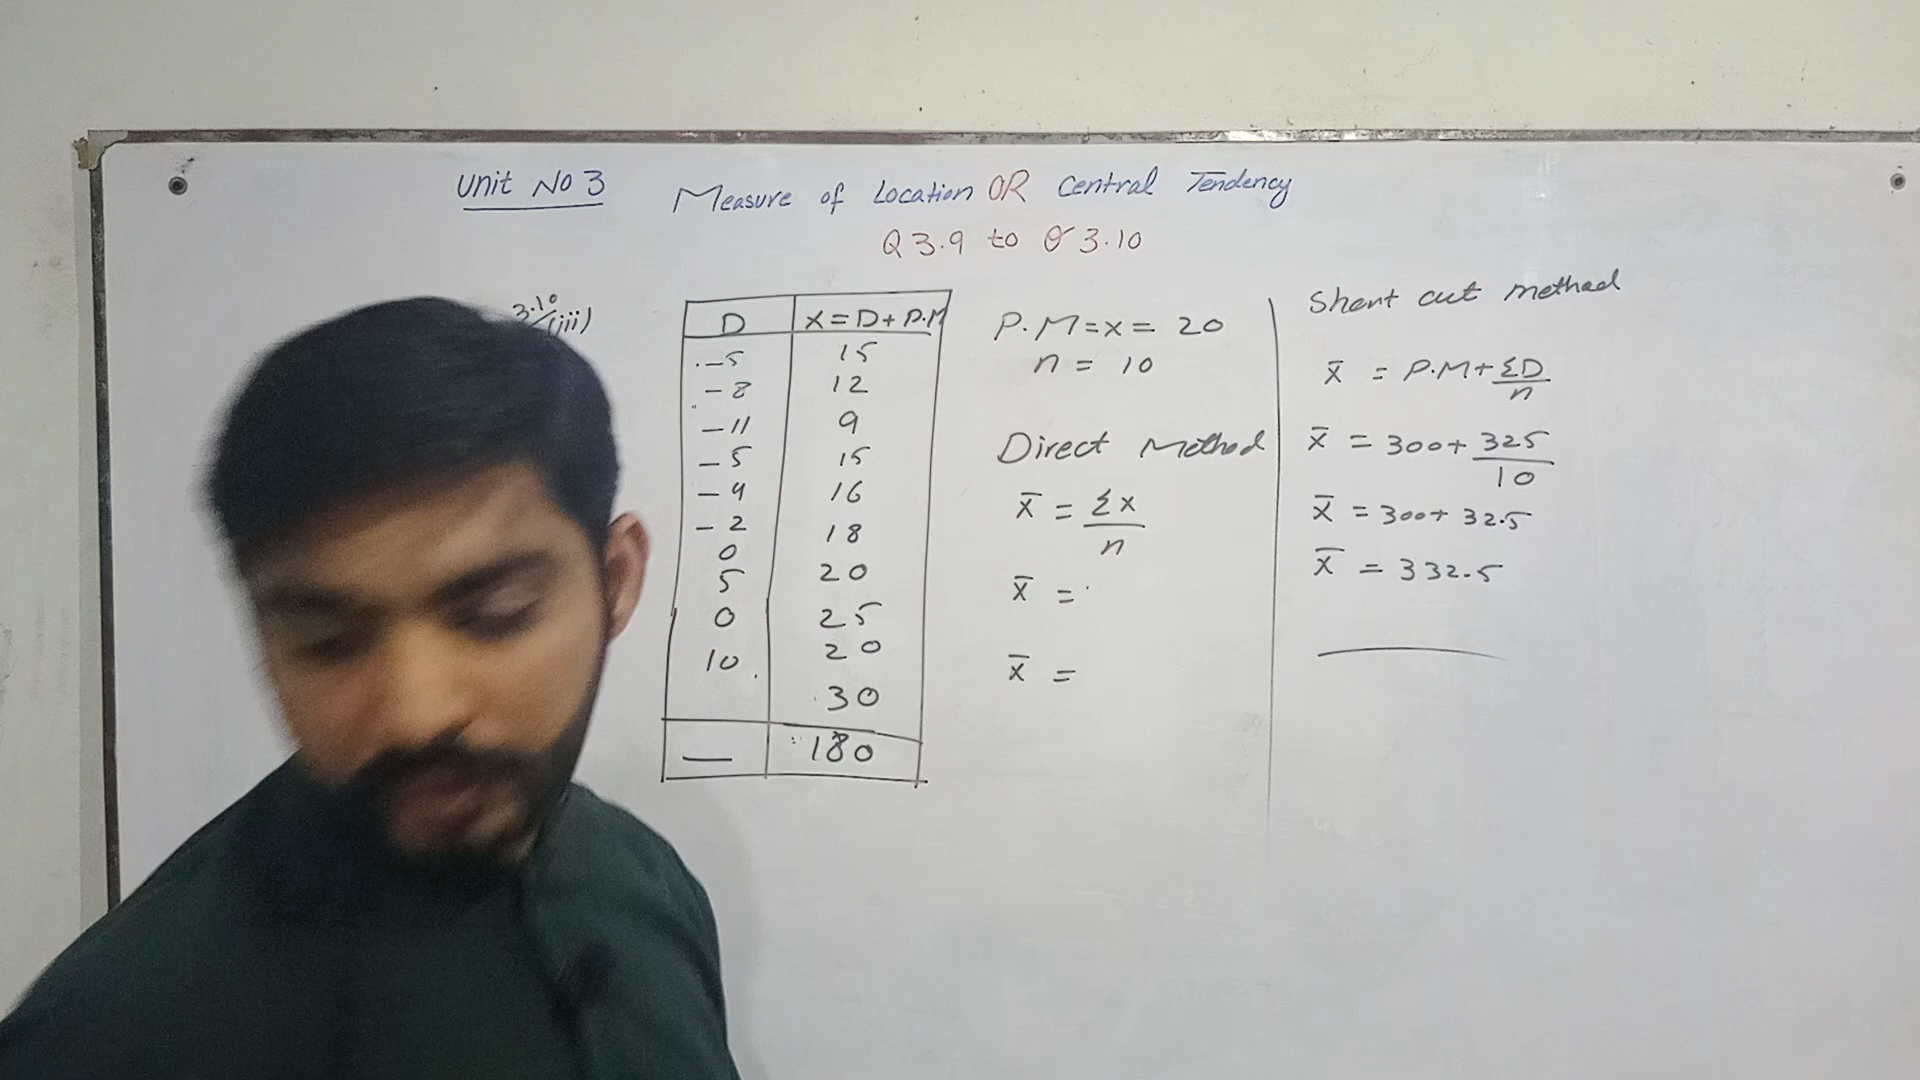 Unit No 3 Measure of Location OR Central Tendency
Q 3.9 to Q 3.10
3.10 (iii)
D X = D + P.M
-5 15
-8 12
-11 9
-5 15
-4 16
-2 18
0 20
5 25
0 20
10 30
— 180
P.M = x = 20
n = 10
Direct Method
x̄ = Σx / n
x̄ =
x̄ =
Short cut method
x̄ = P.M + ΣD / n
x̄ = 300 + 325 / 10
x̄ = 300 + 32.5
x̄ = 332.5